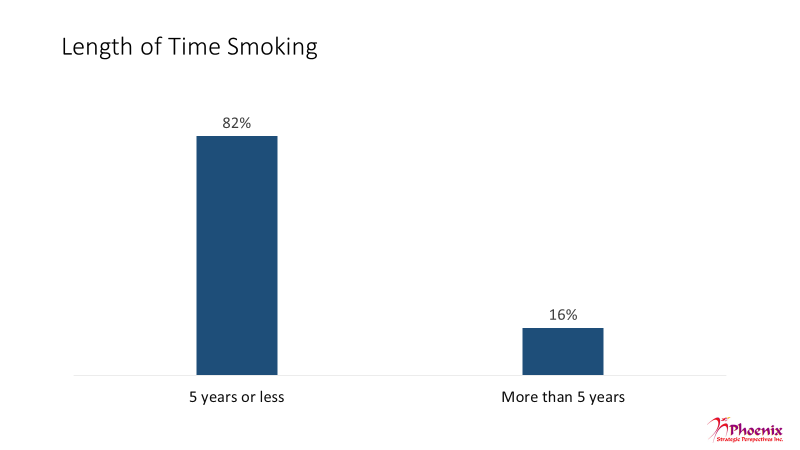 Length of Time Smoking
82%
16%
5 years or less
More than 5 years
Phoenix
Strategic Perspectives Inc.